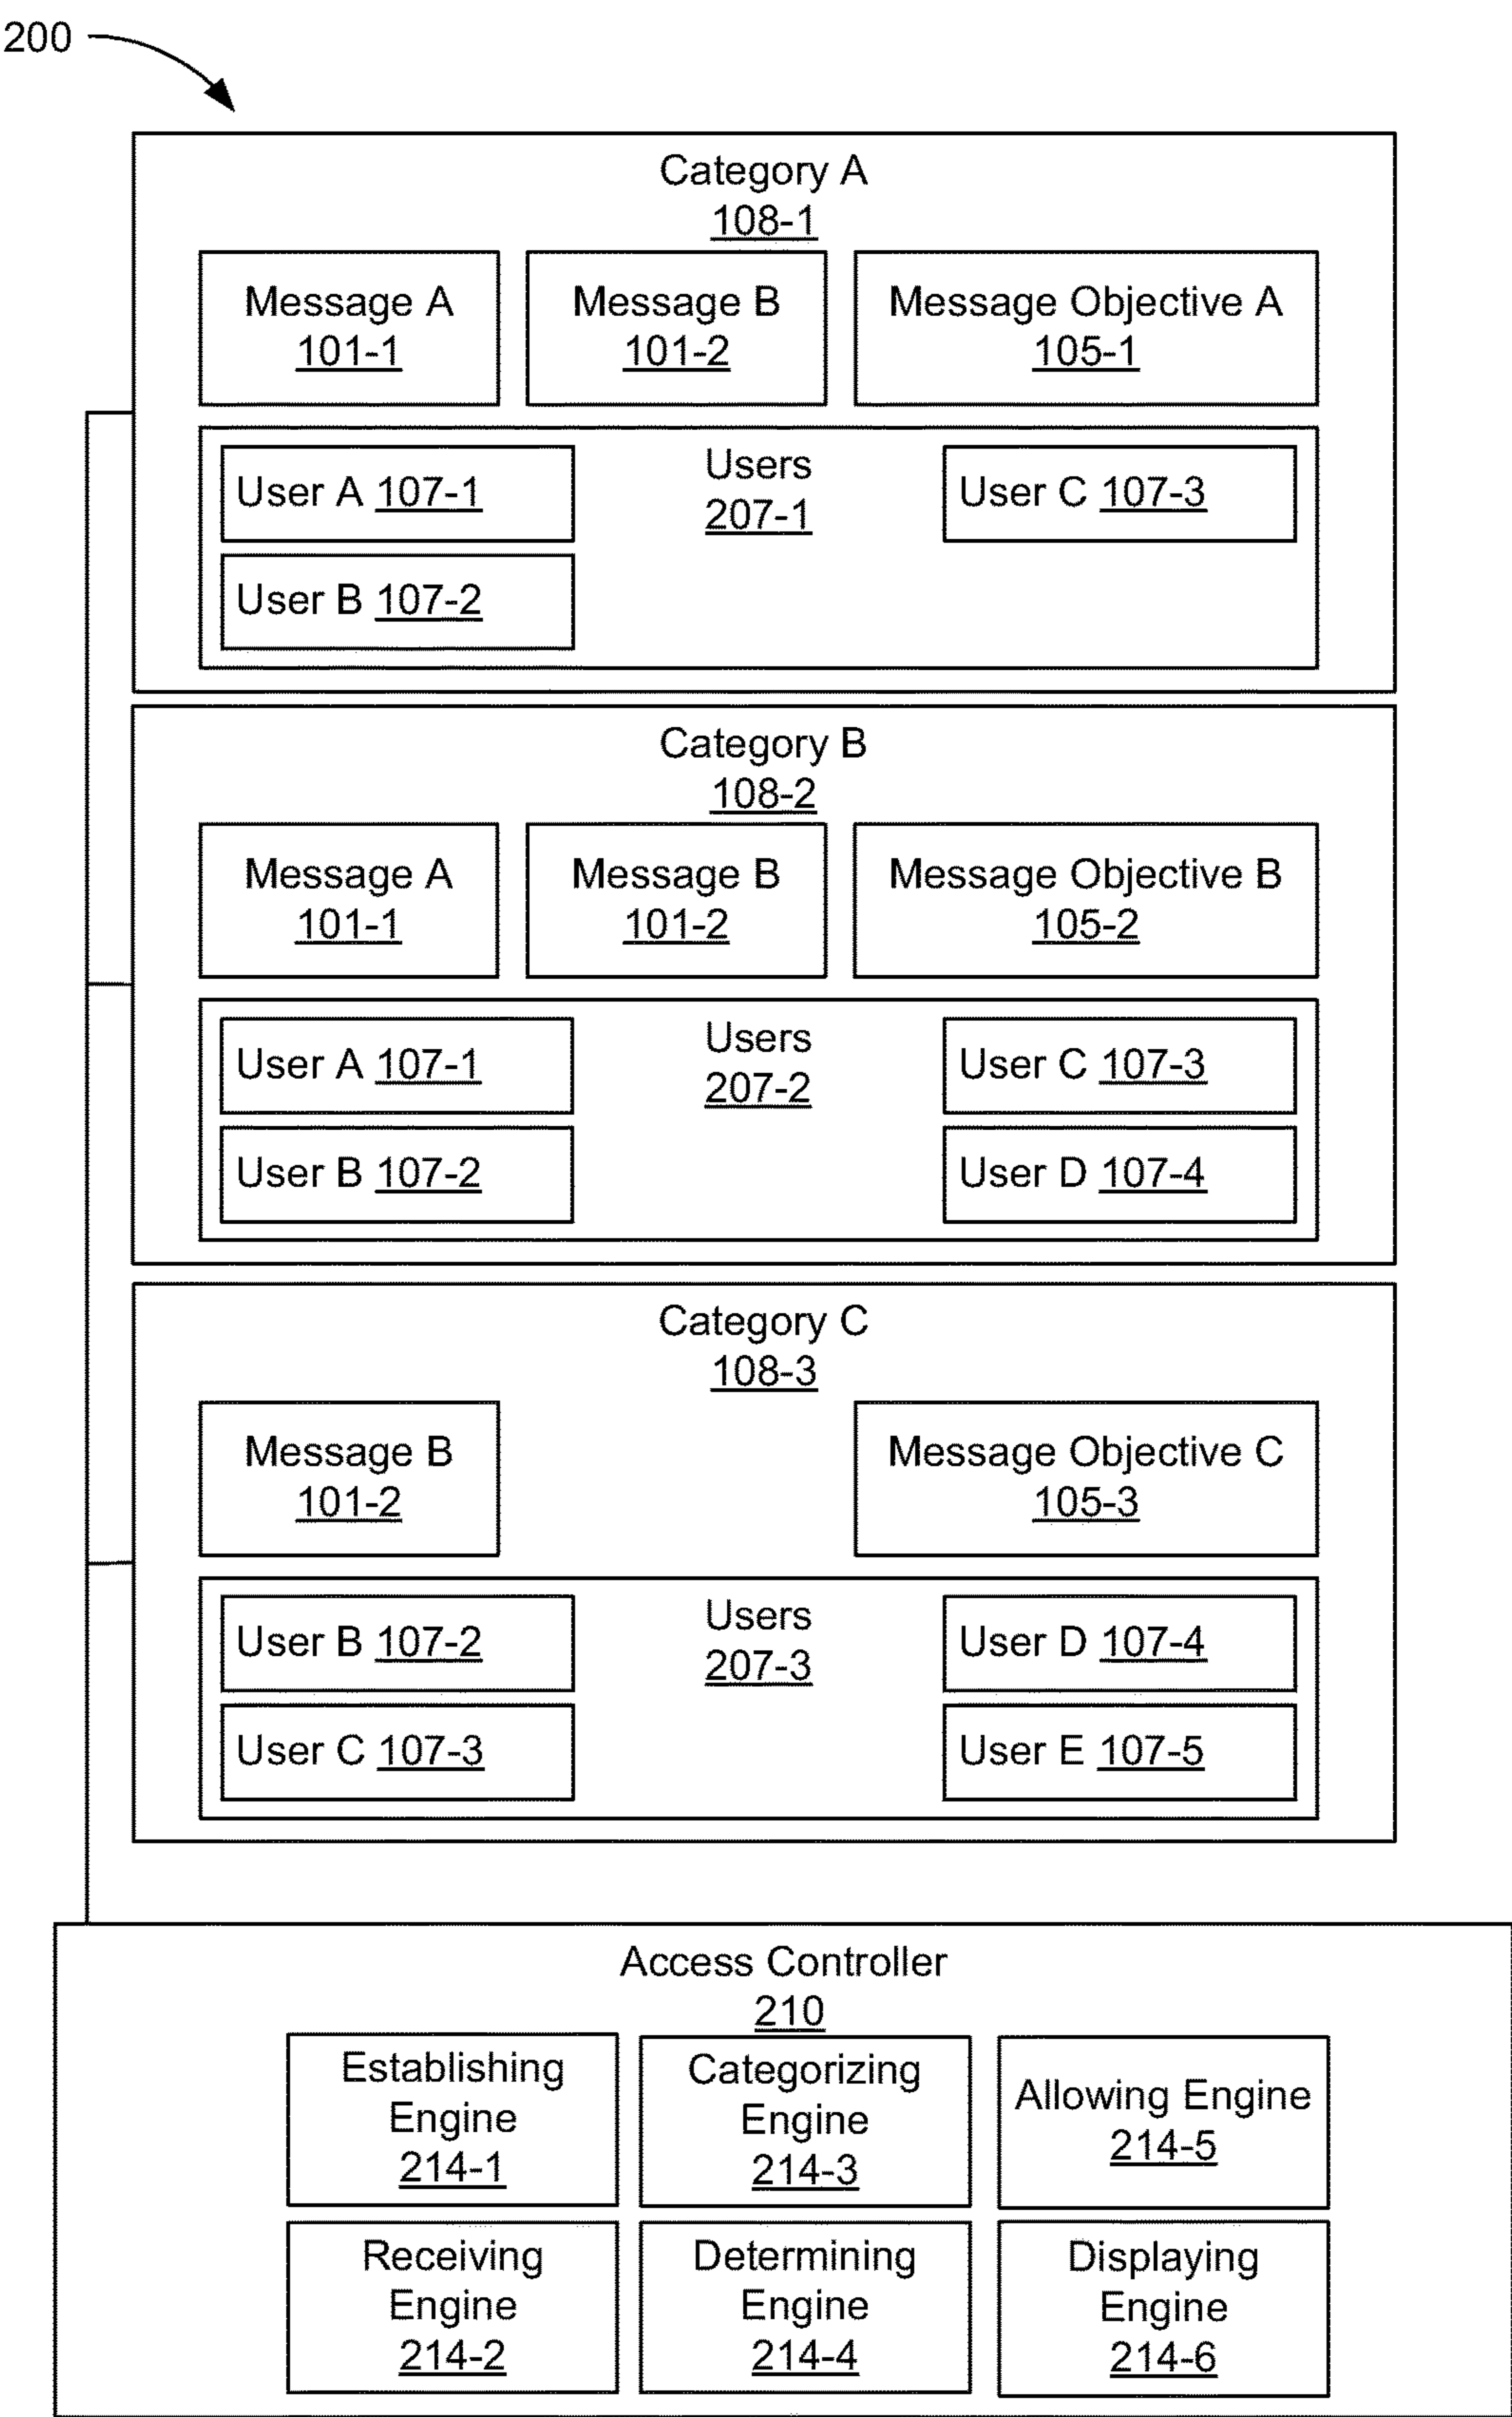 200
Category A
108-1
Message A
101-1
Message B
101-2
Message Objective A
105-1
User A 107-1
User B 107-2
Users
207-1
User C 107-3
Category B
108-2
Message A
101-1
Message B
101-2
Message Objective B
105-2
User A 107-1
User B 107-2
Users
207-2
User C 107-3
User D 107-4
Category C
108-3
Message B
101-2
Message Objective C
105-3
User B 107-2
User C 107-3
Users
207-3
User D 107-4
User E 107-5
Access Controller
210
Establishing
Engine
214-1
Categorizing
Engine
214-3
Allowing Engine
214-5
Receiving
Engine
214-2
Determining
Engine
214-4
Displaying
Engine
214-6